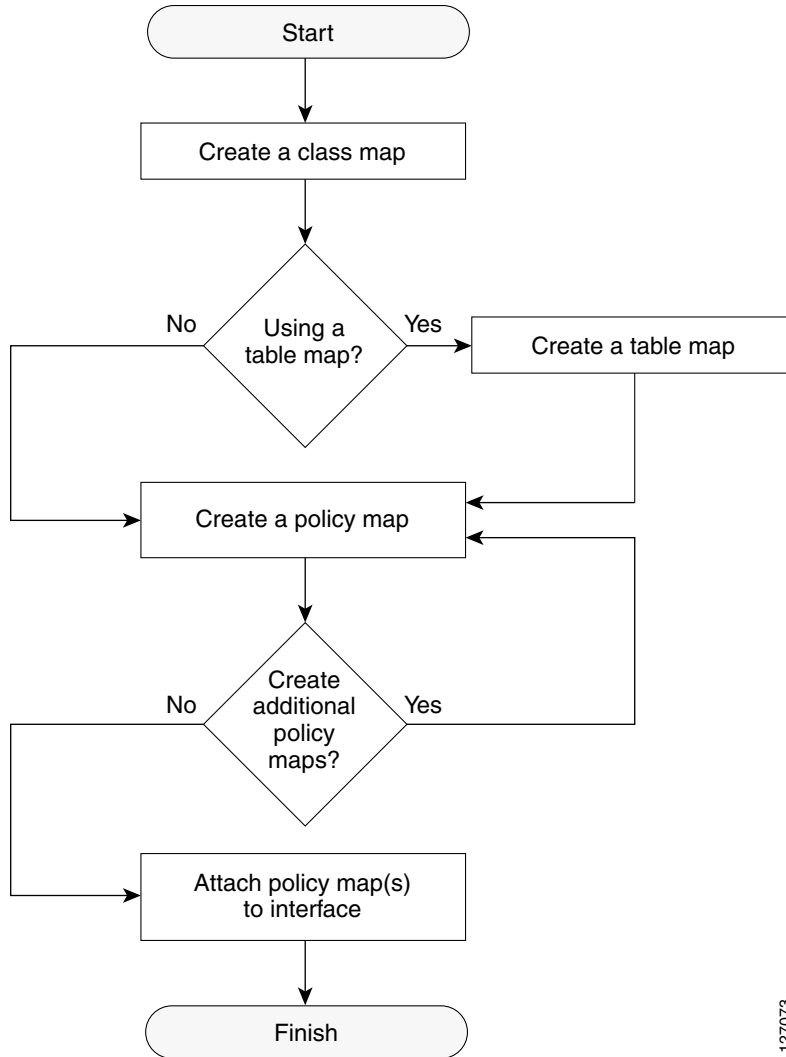 Start
Create a class map
No
Using a
table map?
Yes
Create a table map
Create a policy map
No
Create
additional
policy
maps?
Yes
Attach policy map(s)
to interface
Finish
127073